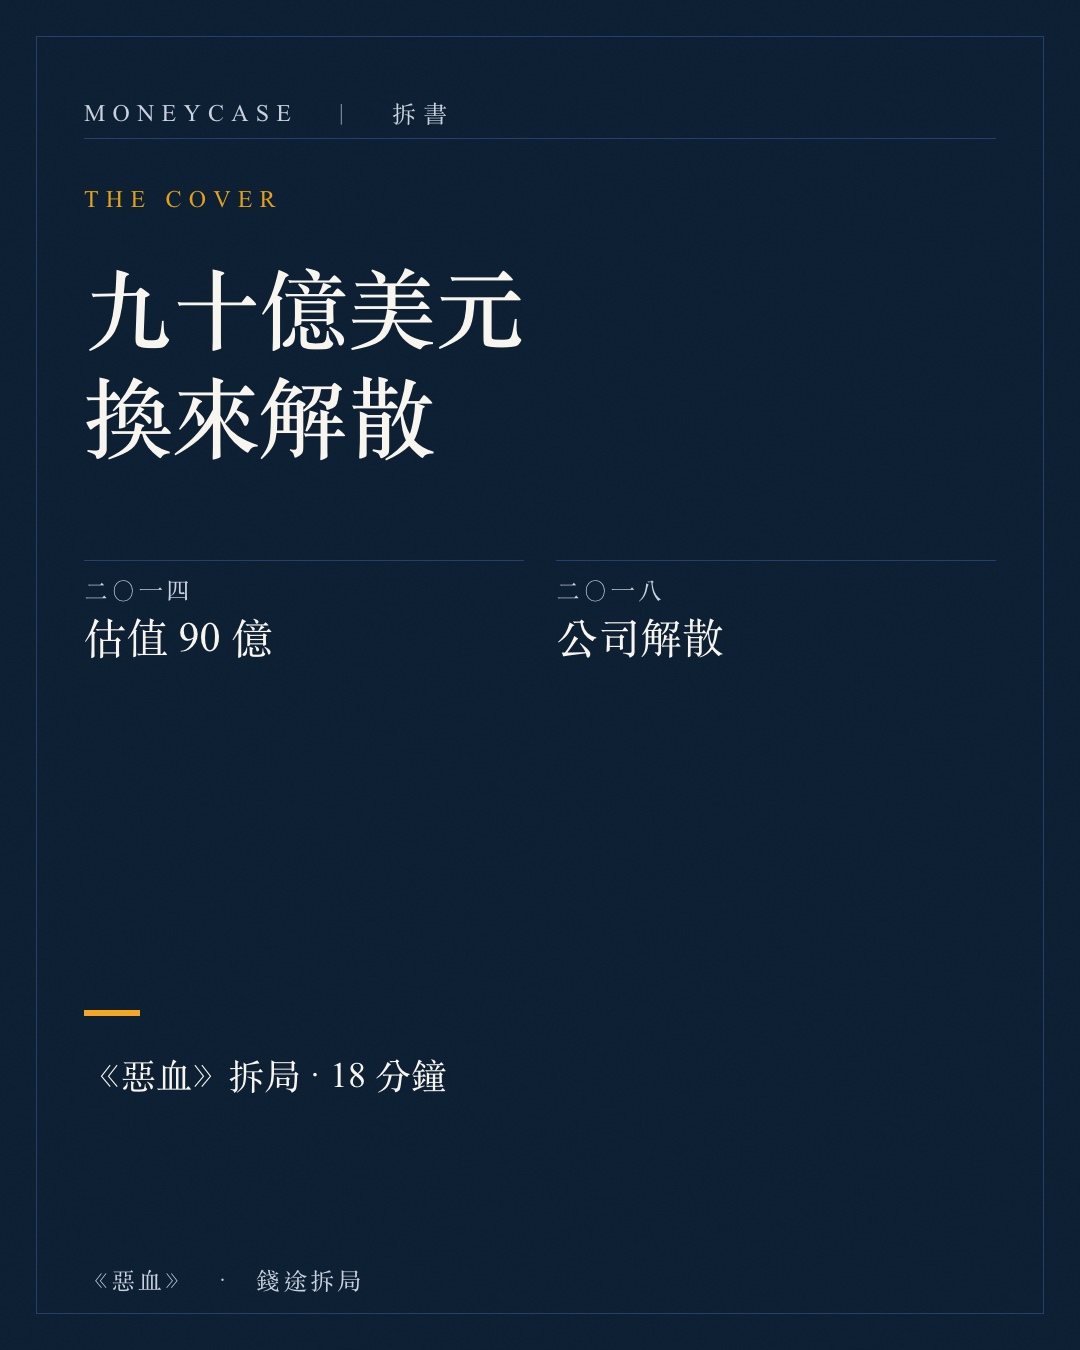 MONEYCASE | 拆書
THE COVER
九十億美元
換來解散
二〇一四
估值 90 億
二〇一八
公司解散
《惡血》拆局 · 18 分鐘
《惡血》 · 錢途拆局